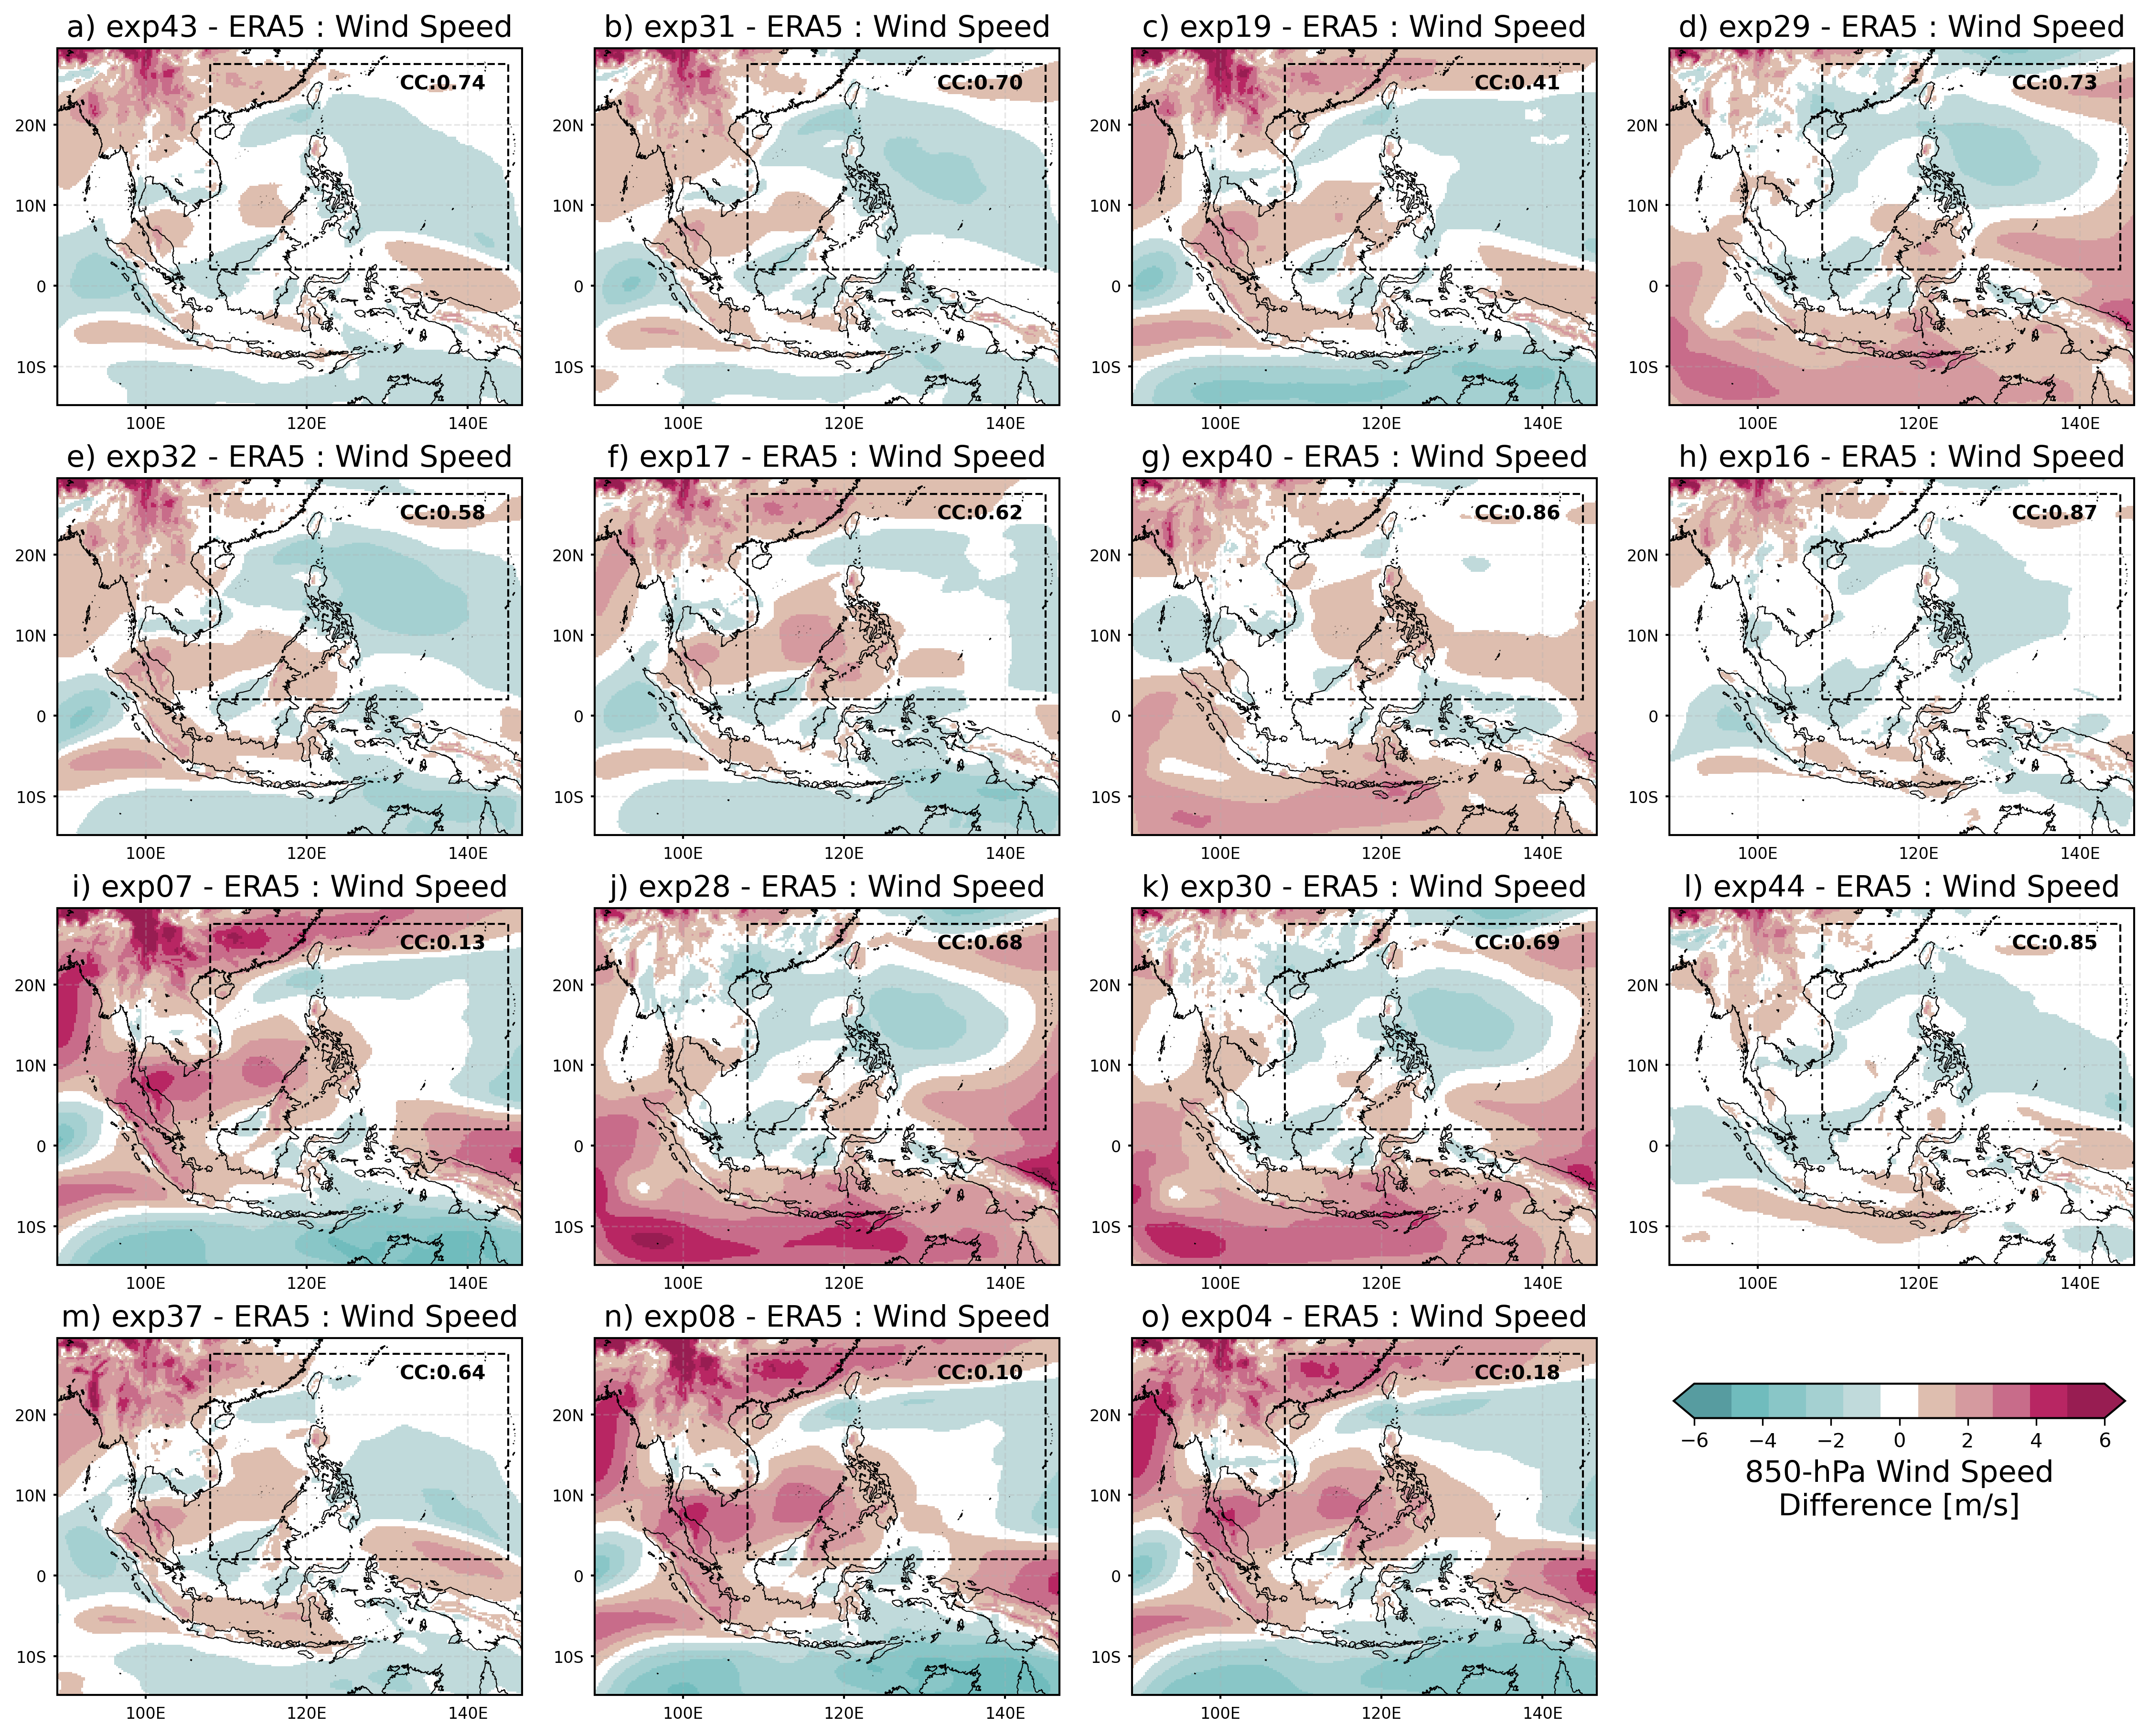 a) exp43 - ERA5 : Wind Speed
b) exp31 - ERA5 : Wind Speed
c) exp19 - ERA5 : Wind Speed
d) exp29 - ERA5 : Wind Speed
CC:0.74
CC:0.70
CC:0.41
CC:0.73
20N
20N
20N
20N
10N
10N
10N
10N
0
0
0
0
10S
10S
10S
10S
100E 120E 140E
100E 120E 140E
100E 120E 140E
100E 120E 140E
e) exp32 - ERA5 : Wind Speed
f) exp17 - ERA5 : Wind Speed
g) exp40 - ERA5 : Wind Speed
h) exp16 - ERA5 : Wind Speed
CC:0.58
CC:0.62
CC:0.86
CC:0.87
20N
20N
20N
20N
10N
10N
10N
10N
0
0
0
0
10S
10S
10S
10S
100E 120E 140E
100E 120E 140E
100E 120E 140E
100E 120E 140E
i) exp07 - ERA5 : Wind Speed
j) exp28 - ERA5 : Wind Speed
k) exp30 - ERA5 : Wind Speed
l) exp44 - ERA5 : Wind Speed
CC:0.13
CC:0.68
CC:0.69
CC:0.85
20N
20N
20N
20N
10N
10N
10N
10N
0
0
0
0
10S
10S
10S
10S
100E 120E 140E
100E 120E 140E
100E 120E 140E
100E 120E 140E
m) exp37 - ERA5 : Wind Speed
n) exp08 - ERA5 : Wind Speed
o) exp04 - ERA5 : Wind Speed
CC:0.64
CC:0.10
CC:0.18
20N
20N
20N
10N
10N
10N
0
0
0
10S
10S
10S
100E 120E 140E
100E 120E 140E
100E 120E 140E
−6 −4 −2 0 2 4 6
850-hPa Wind Speed
Difference [m/s]